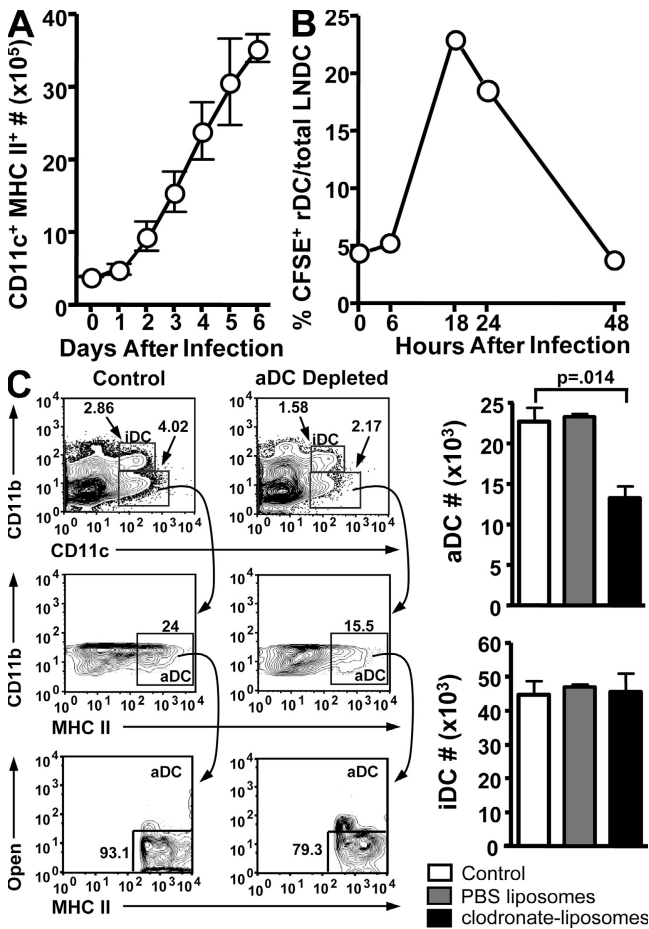 A
CD11c+ MHC II+ # (x10⁵)
40
30
20
10
0
0 1 2 3 4 5 6
Days After Infection
B
% CFSE+ rDC/total LNDC
25
20
15
10
5
0
0 6 18 24 48
Hours After Infection
C
Control
aDC Depleted
CD11b
10⁴
10³
10²
10¹
10⁰
2.86
4.02
iDC
10⁰ 10¹ 10² 10³ 10⁴
10⁴
10³
10²
10¹
10⁰
1.58
2.17
iDC
10⁰ 10¹ 10² 10³ 10⁴
CD11c
CD11b
10⁴
10³
10²
10¹
10⁰
24
aDC
10⁰ 10¹ 10² 10³ 10⁴
10⁴
10³
10²
10¹
10⁰
15.5
aDC
10⁰ 10¹ 10² 10³ 10⁴
MHC II
Open
10⁴
10³
10²
10¹
10⁰
aDC
93.1
10⁰ 10¹ 10² 10³ 10⁴
10⁴
10³
10²
10¹
10⁰
aDC
79.3
10⁰ 10¹ 10² 10³ 10⁴
MHC II
p=.014
aDC # (x10³)
25
20
15
10
5
0
iDC # (x10³)
60
50
40
30
20
10
0
Control
PBS liposomes
clodronate-liposomes